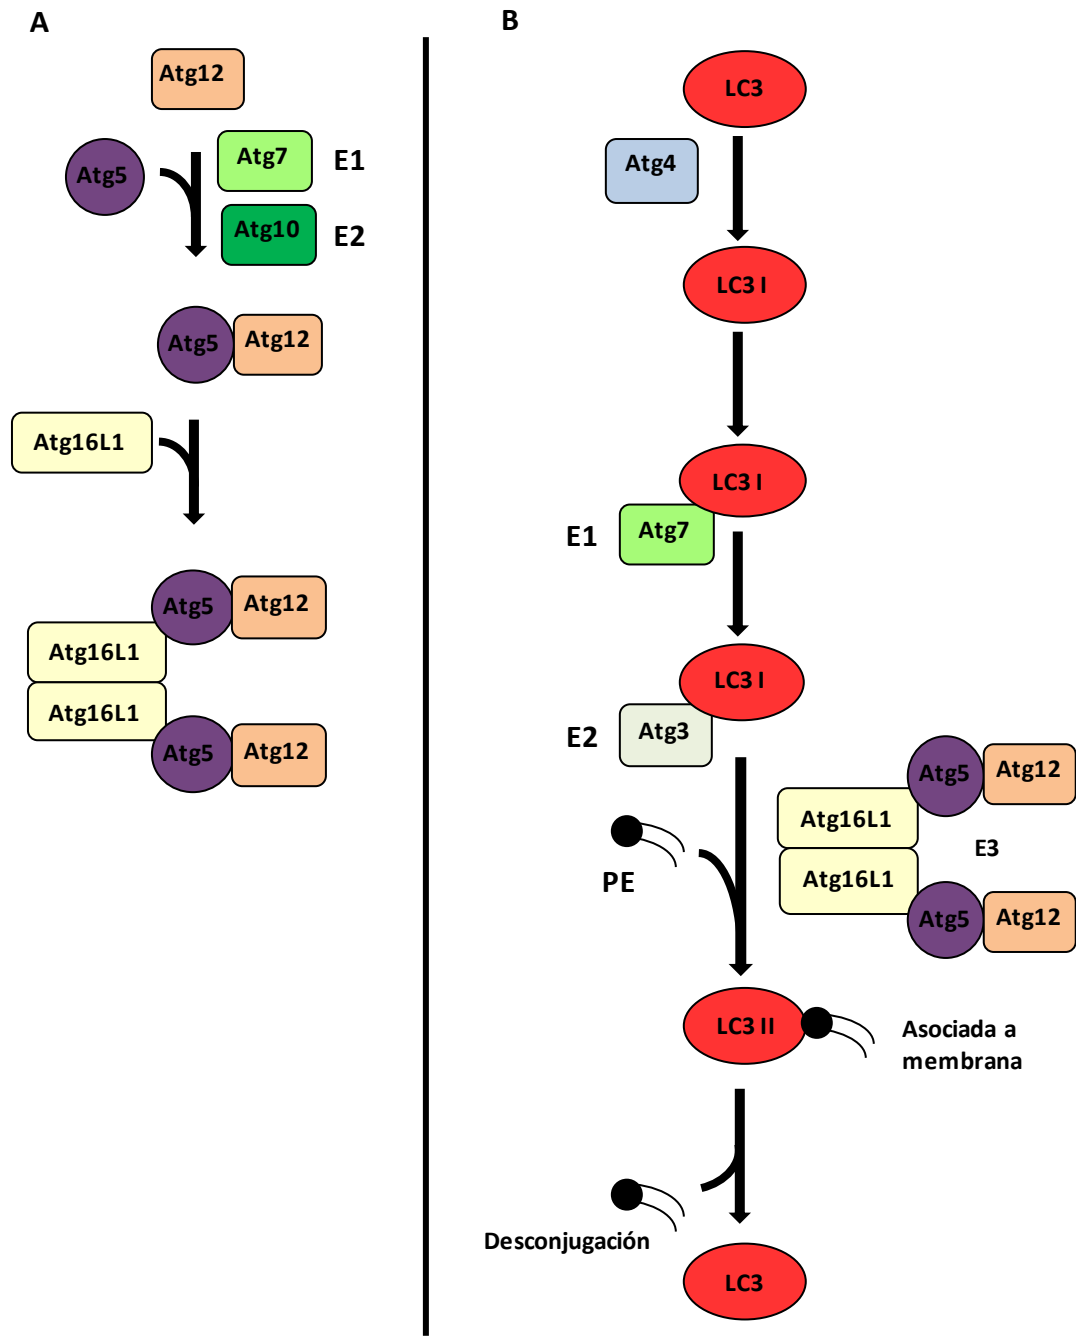 A
Atg12
Atg5
Atg7
E1
Atg10
E2
Atg5
Atg12
Atg16L1
Atg5
Atg12
Atg16L1
Atg16L1
Atg5
Atg12
B
LC3
Atg4
LC3 I
LC3 I
E1
Atg7
LC3 I
E2
Atg3
Atg5
Atg12
Atg16L1
E3
Atg16L1
Atg5
Atg12
PE
LC3 II
Asociada a
membrana
Desconjugación
LC3